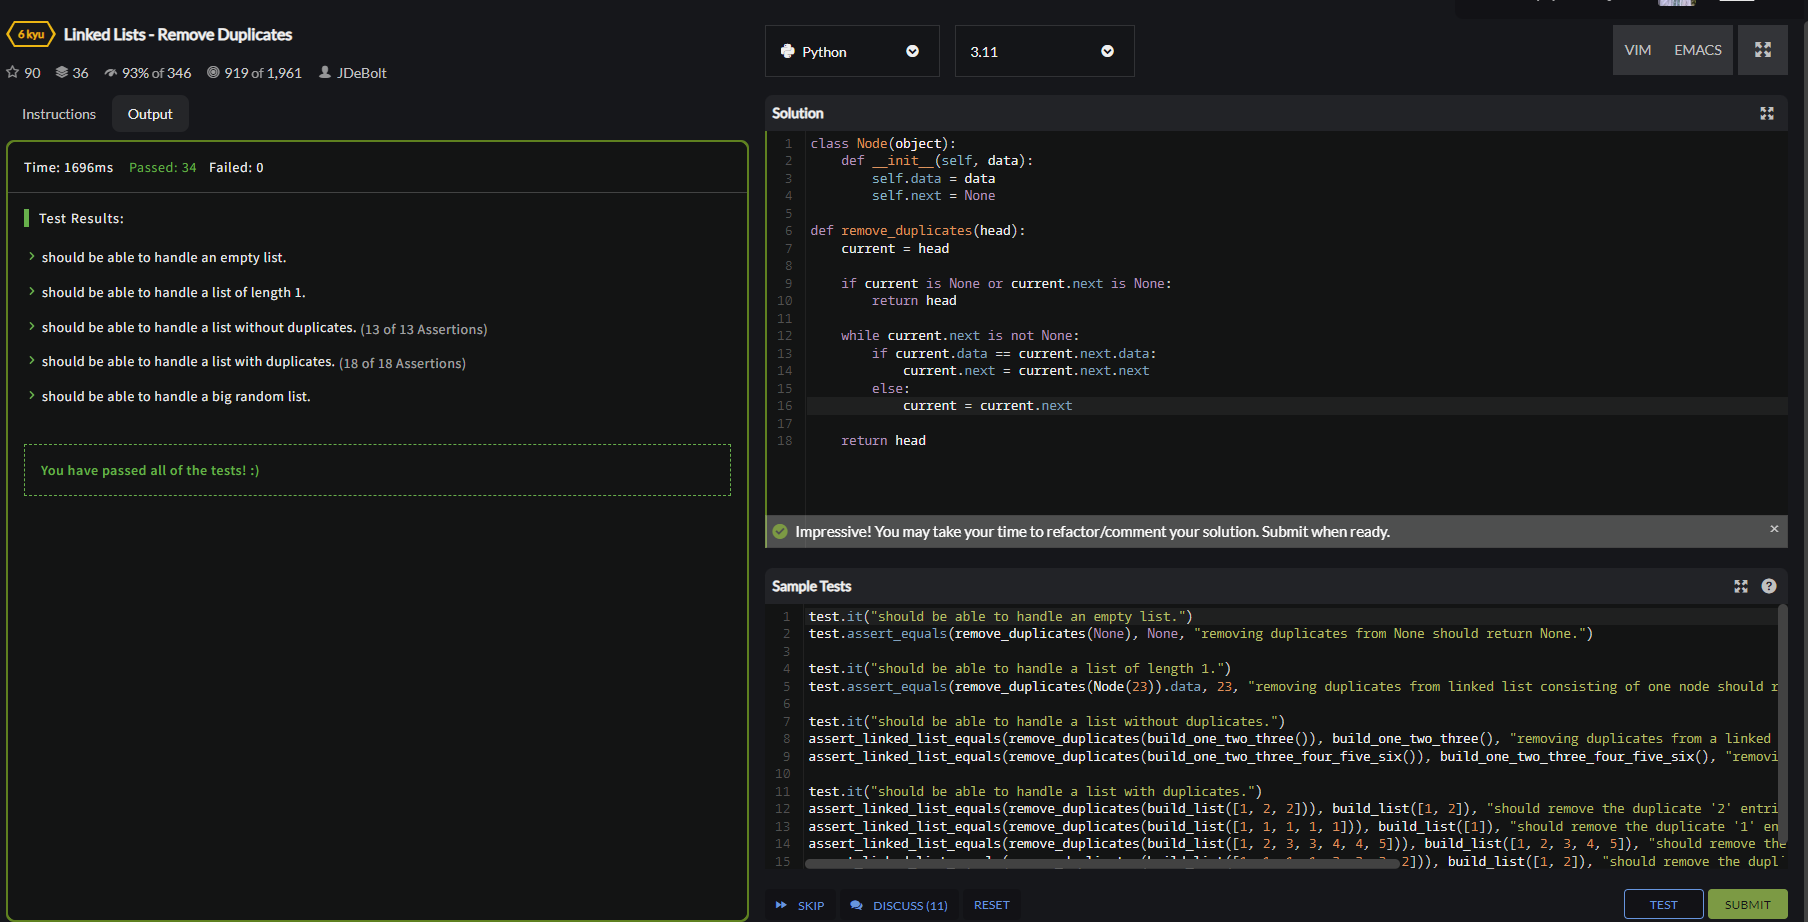 6 kyu Linked Lists - Remove Duplicates
90 36 93% of 346 919 of 1,961 JDeBolt
Instructions Output
Time: 1696ms Passed: 34 Failed: 0
Test Results:
should be able to handle an empty list.
should be able to handle a list of length 1.
should be able to handle a list without duplicates. (13 of 13 Assertions)
should be able to handle a list with duplicates. (18 of 18 Assertions)
should be able to handle a big random list.
You have passed all of the tests! :)
Python 3.11 VIM EMACS
Solution
1 class Node(object):
2     def __init__(self, data):
3         self.data = data
4         self.next = None
5
6 def remove_duplicates(head):
7     current = head
8
9     if current is None or current.next is None:
10         return head
11
12     while current.next is not None:
13         if current.data == current.next.data:
14             current.next = current.next.next
15         else:
16             current = current.next
17
18     return head
Impressive! You may take your time to refactor/comment your solution. Submit when ready. ×
Sample Tests ?
1 test.it("should be able to handle an empty list.")
2 test.assert_equals(remove_duplicates(None), None, "removing duplicates from None should return None.")
3
4 test.it("should be able to handle a list of length 1.")
5 test.assert_equals(remove_duplicates(Node(23)).data, 23, "removing duplicates from linked list consisting of one node should r
6
7 test.it("should be able to handle a list without duplicates.")
8 assert_linked_list_equals(remove_duplicates(build_one_two_three()), build_one_two_three(), "removing duplicates from a linked
9 assert_linked_list_equals(remove_duplicates(build_one_two_three_four_five_six()), build_one_two_three_four_five_six(), "removi
10
11 test.it("should be able to handle a list with duplicates.")
12 assert_linked_list_equals(remove_duplicates(build_list([1, 2, 2])), build_list([1, 2]), "should remove the duplicate '2' entri
13 assert_linked_list_equals(remove_duplicates(build_list([1, 1, 1, 1, 1])), build_list([1]), "should remove the duplicate '1' en
14 assert_linked_list_equals(remove_duplicates(build_list([1, 2, 3, 3, 4, 4, 5])), build_list([1, 2, 3, 4, 5]), "should remove the
15 2])), build_list([1, 2]), "should remove the dupl
SKIP DISCUSS (11) RESET TEST SUBMIT